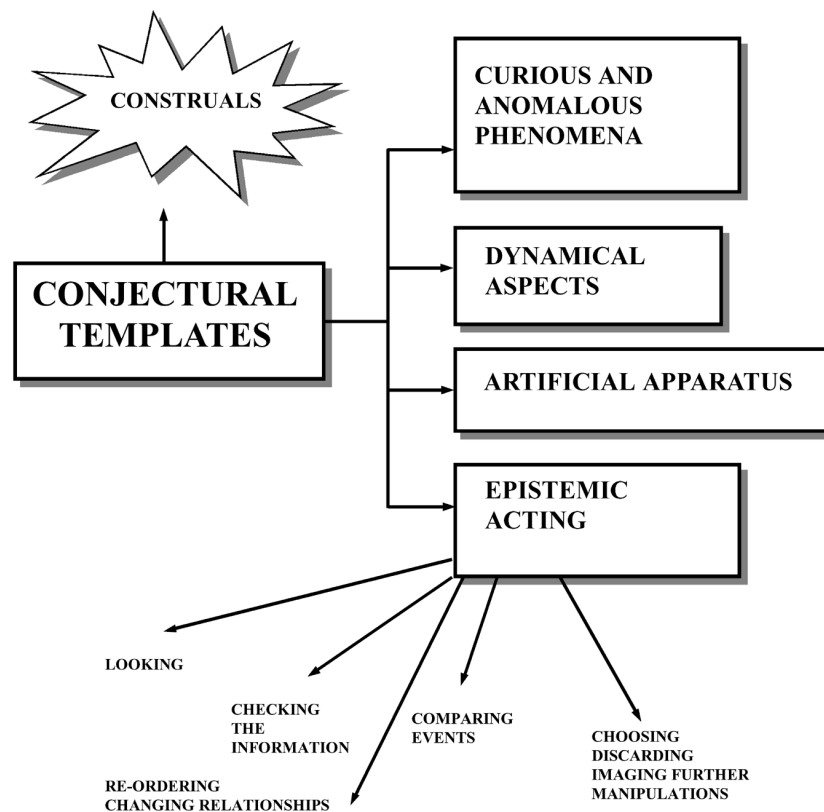 CONSTRUALS
CURIOUS AND
ANOMALOUS
PHENOMENA
CONJECTURAL
TEMPLATES
DYNAMICAL
ASPECTS
ARTIFICIAL APPARATUS
EPISTEMIC
ACTING
LOOKING
CHECKING
THE
INFORMATION
COMPARING
EVENTS
CHOOSING
DISCARDING
IMAGING FURTHER
MANIPULATIONS
RE-ORDERING
CHANGING RELATIONSHIPS